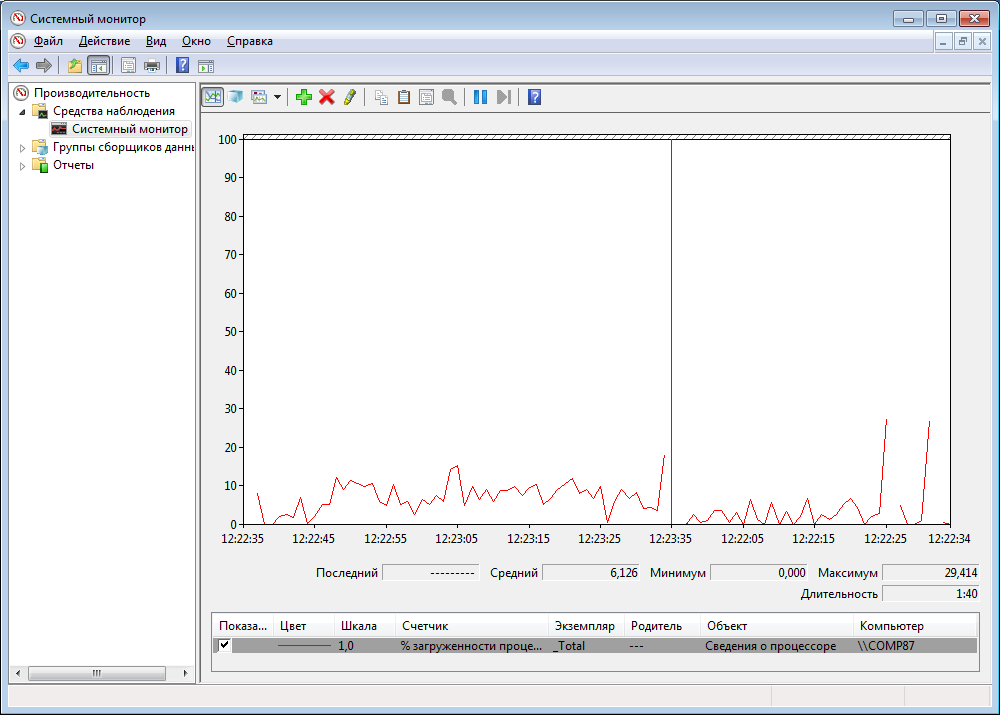 Системный монитор
Файл Действие Вид Окно Справка
Производительность
Средства наблюдения
Системный монитор
Группы сборщиков данн
Отчеты
100
90
80
70
60
50
40
30
20
10
0
12:22:35 12:22:45 12:22:55 12:23:05 12:23:15 12:23:25 12:23:35 12:22:05 12:22:15 12:22:25 12:22:34
Последний --------- Средний 6,126 Минимум 0,000 Максимум 29,414
Длительность 1:40
Показа... Цвет Шкала Счетчик Экземпляр Родитель Объект Компьютер
1,0 % загруженности проце... _Total --- Сведения о процессоре \\COMP87